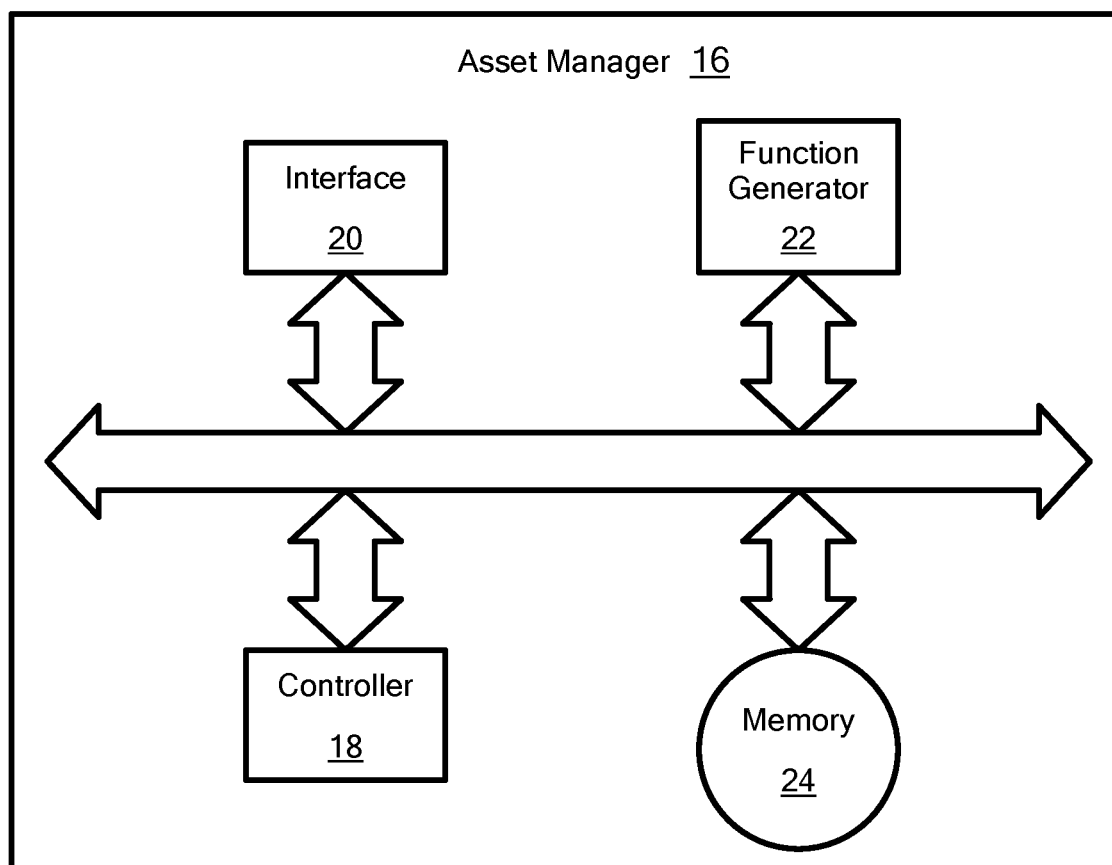 Asset Manager 16
Interface
20
Function
Generator
22
Controller
18
Memory
24